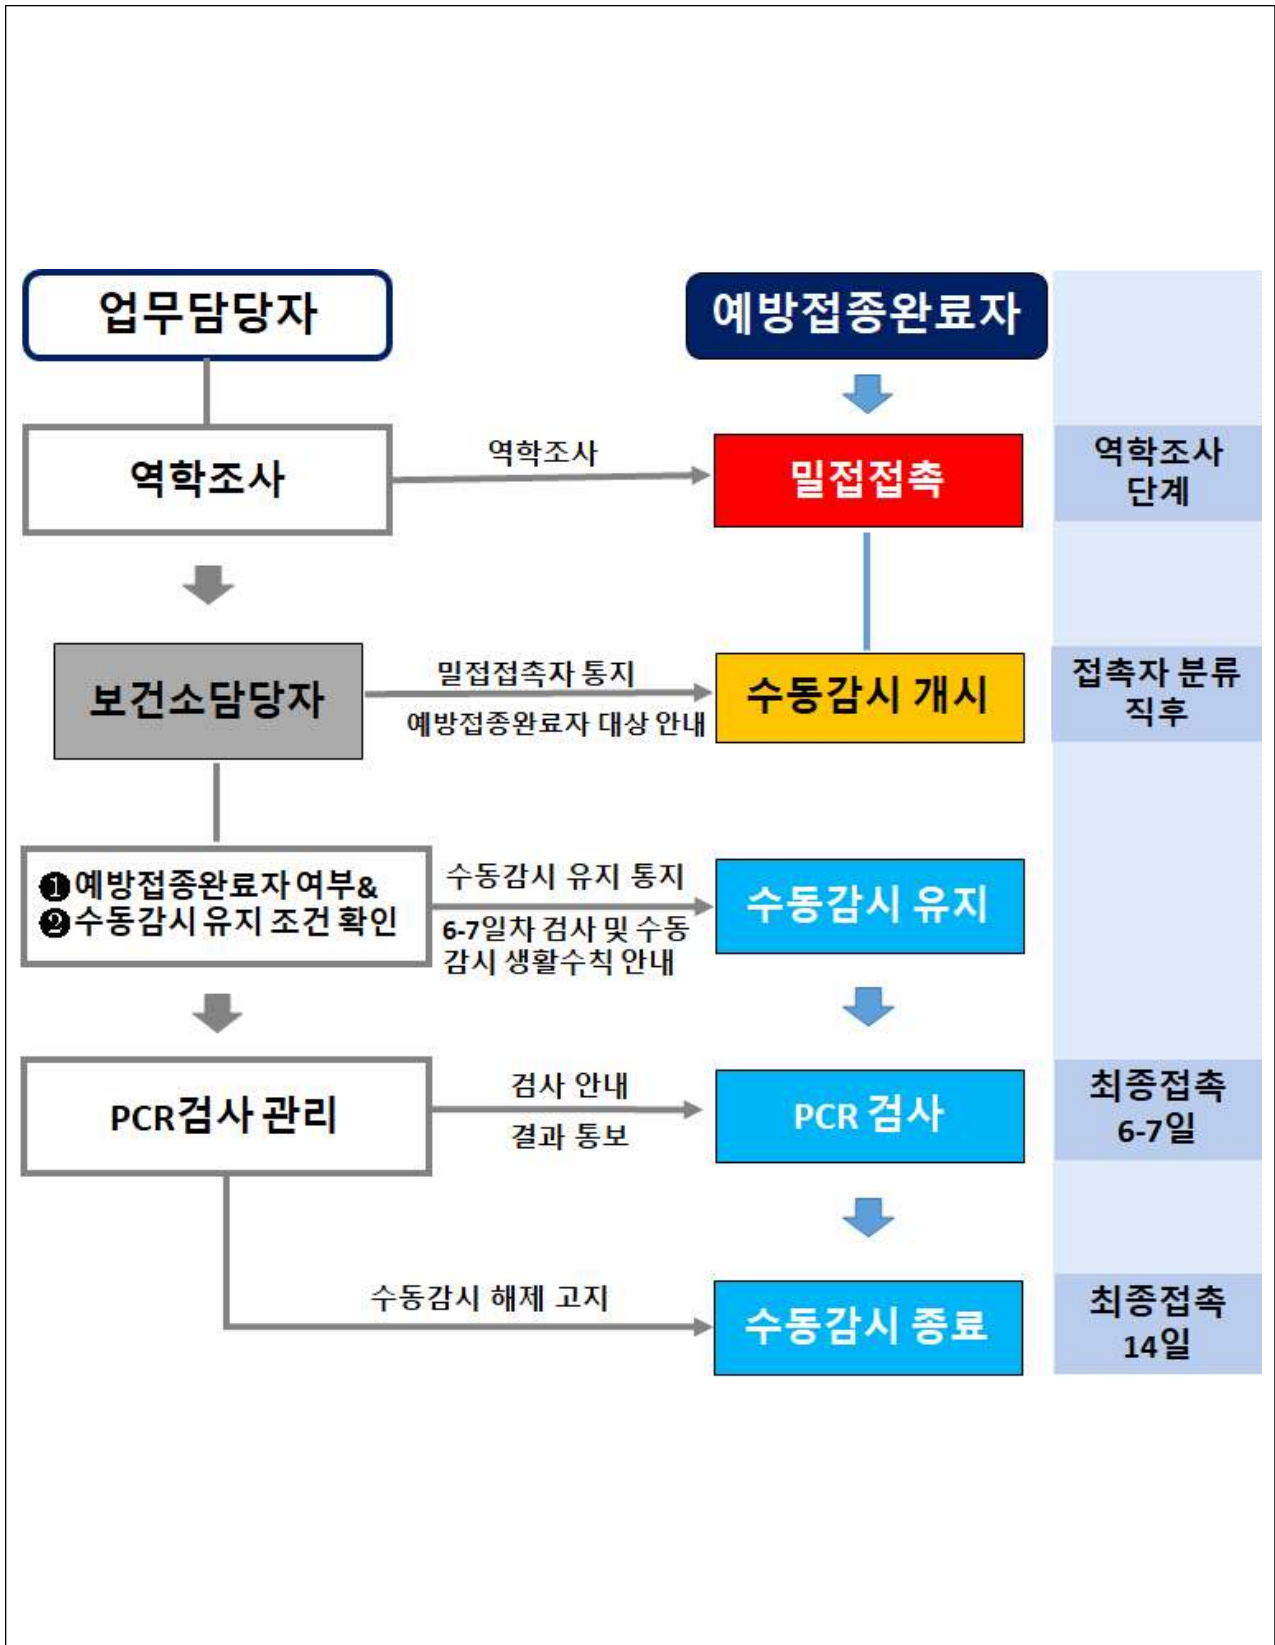 업무담당자
예방접종완료자
역학조사
역학조사
밀접접촉
역학조사
단계
보건소담당자
밀접접촉자 통지
예방접종완료자 대상 안내
수동감시 개시
접촉자 분류
직후
❶예방접종완료자 여부&
❷수동감시 유지 조건 확인
수동감시 유지 통지
6-7일차 검사 및 수동
감시 생활수칙 안내
수동감시 유지
PCR검사 관리
검사 안내
결과 통보
PCR 검사
최종접촉
6-7일
수동감시 해제 고지
수동감시 종료
최종접촉
14일